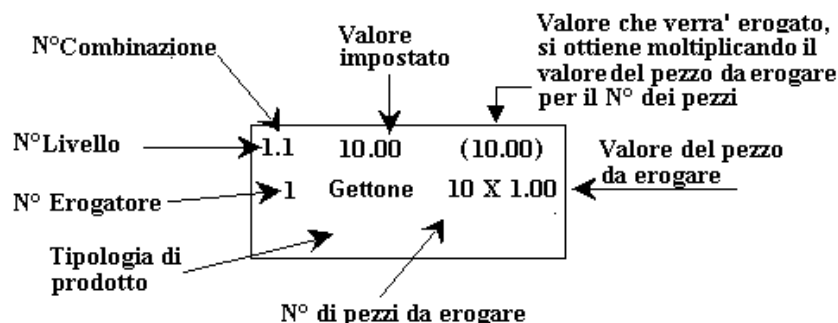 N°Combinazione
Valore
impostato
Valore che verra' erogato,
si ottiene moltiplicando il
valore del pezzo da erogare
per il N° dei pezzi
N°Livello
1.1 10.00 (10.00)
Valore del pezzo
da erogare
N° Erogatore
1 Gettone 10 X 1.00
Tipologia di
prodotto
N° di pezzi da erogare